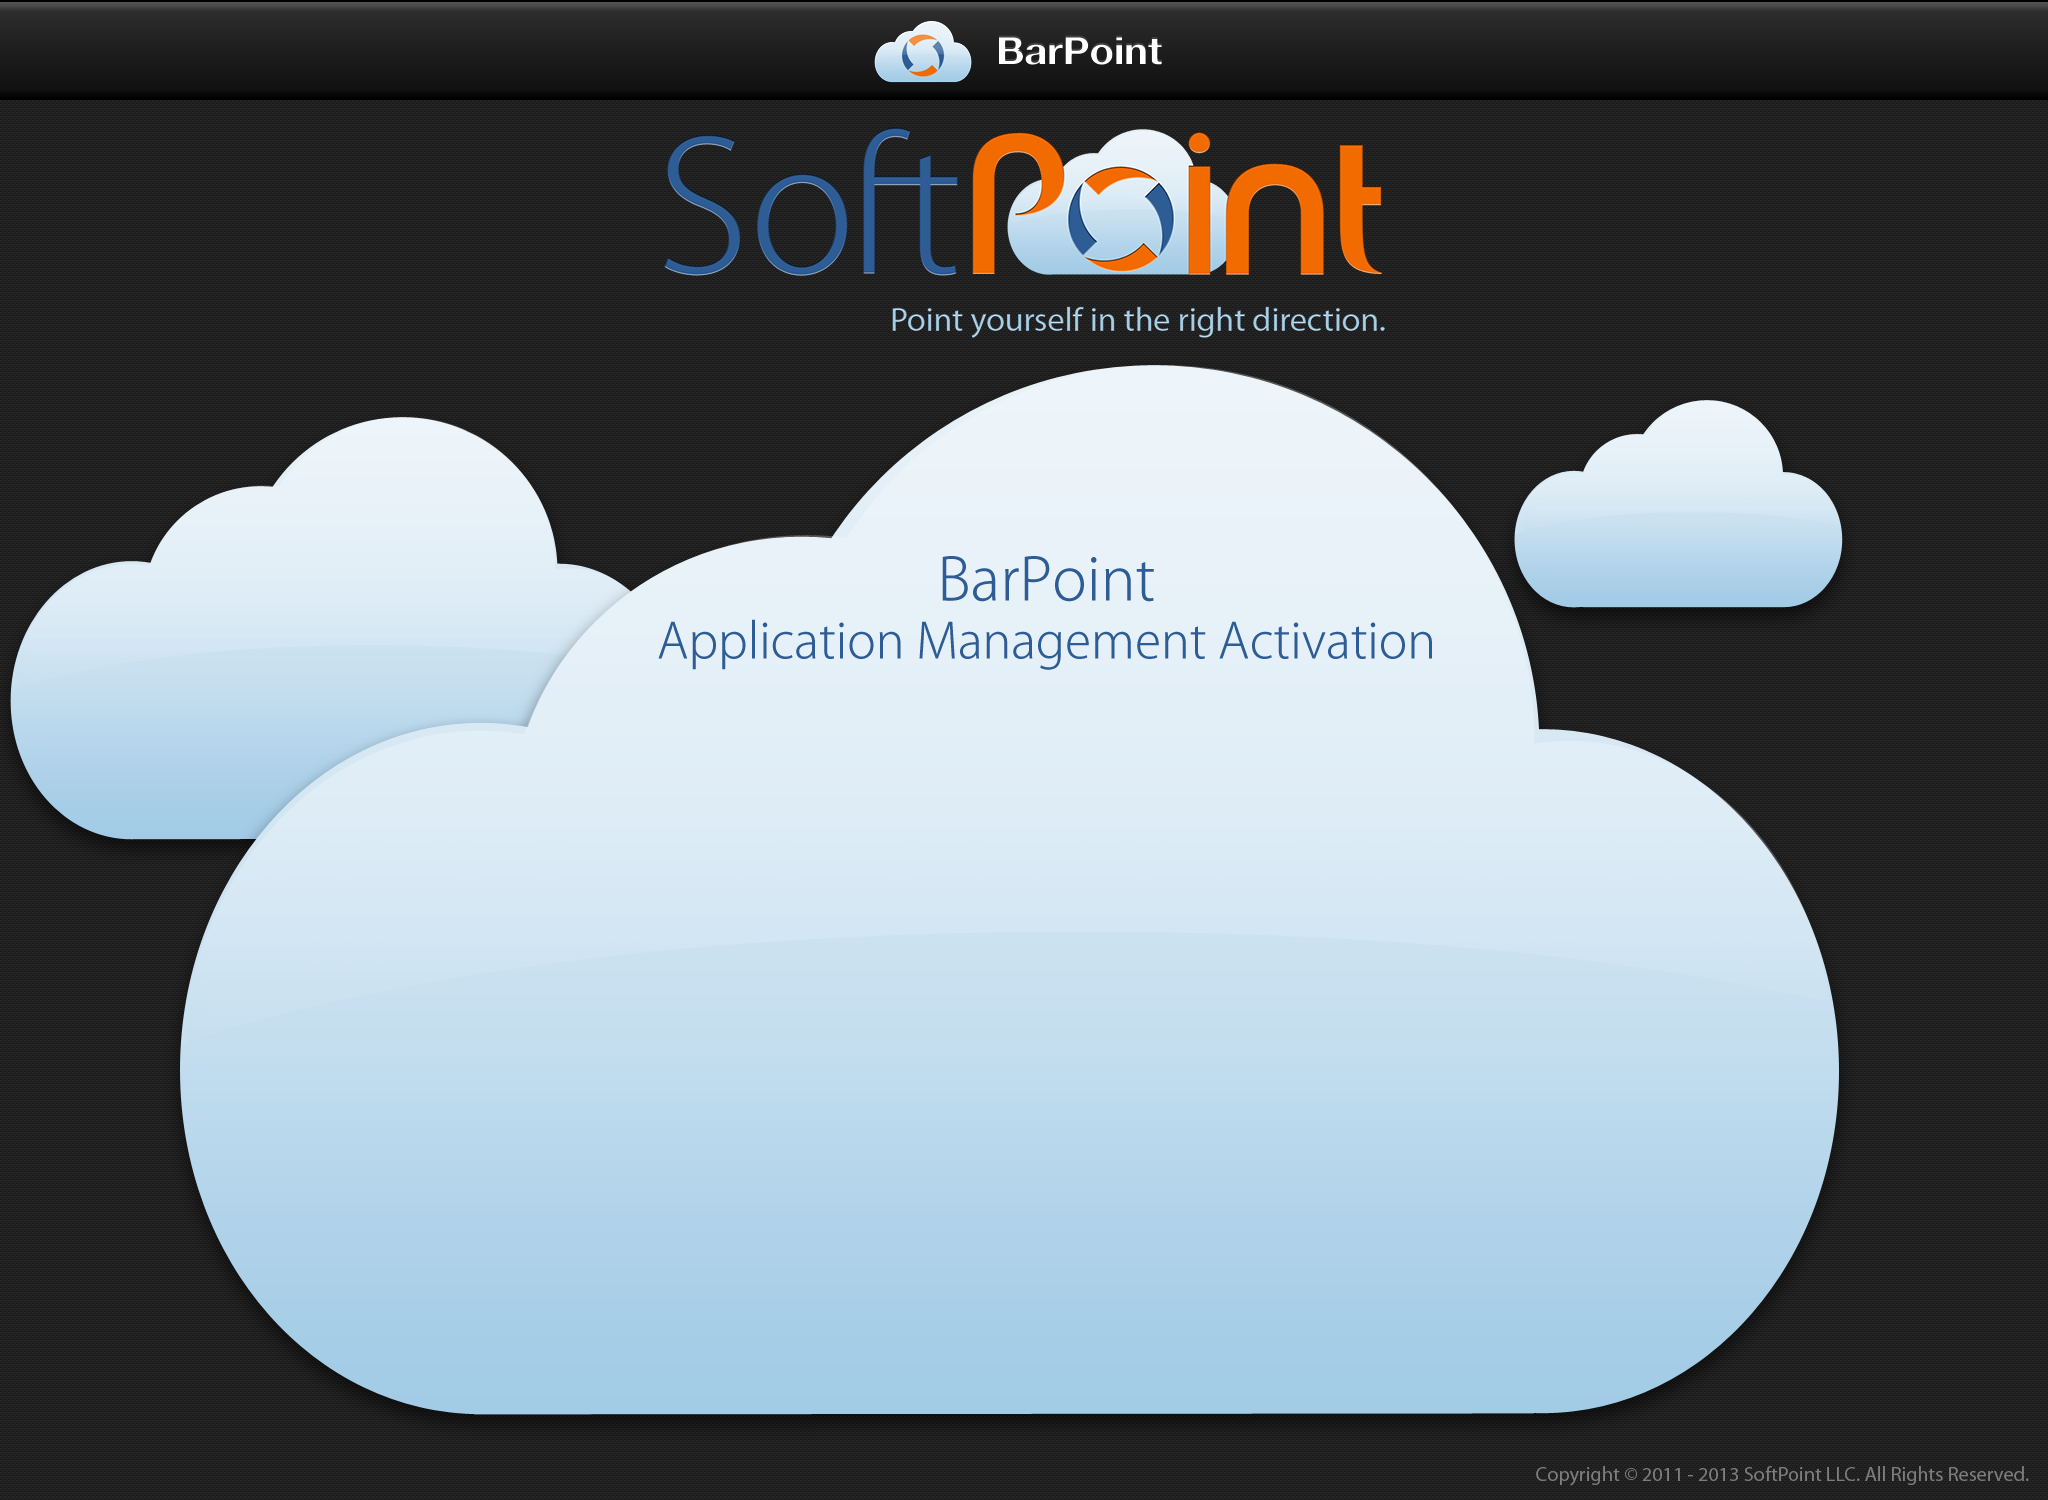 BarPoint
SoftPoint
Point yourself in the right direction.
BarPoint
Application Management Activation
Copyright © 2011 - 2013 SoftPoint LLC. All Rights Reserved.